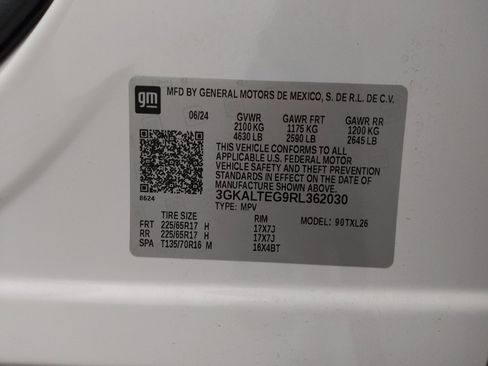 gm
MFD BY GENERAL MOTORS DE MEXICO, S. DE R.L. DE C.V.
06/24 GVWR GAWR FRT GAWR RR
2100 KG 1175 KG 1200 KG
4630 LB 2590 LB 2645 LB
THIS VEHICLE CONFORMS TO ALL
APPLICABLE U.S. FEDERAL MOTOR
VEHICLE SAFETY AND THEFT PREVENTION
STANDARDS IN EFFECT ON THE DATE OF
MANUFACTURE SHOWN ABOVE.
8624 3GKALTEG9RL362030
TYPE: MPV
TIRE SIZE RIM MODEL: 90TXL26
FRT 225/65R17 H 17X7J
RR 225/65R17 H 17X7J
SPA T135/70R16 M 16X4BT